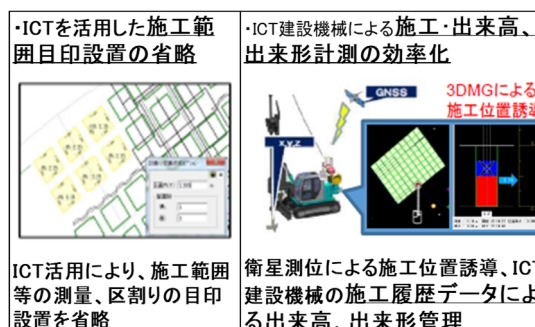 ・ICTを活用した施工範
囲目印設置の省略
・ICT建設機械による施工・出来高、
出来形計測の効率化
GNSS
3DMGによる
施工位置誘導
x,y,z
ICT活用により、施工範囲
等の測量、区割りの目印
設置を省略
衛星測位による施工位置誘導、ICT
建設機械の施工履歴データによ
る出来高、出来形管理